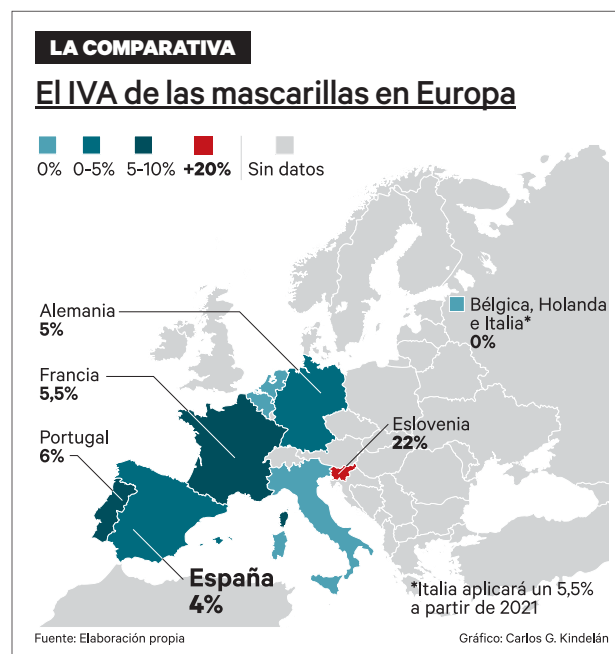 LA COMPARATIVA
El IVA de las mascarillas en Europa
0% 0-5% 5-10% +20% Sin datos
Alemania
5%
Francia
5,5%
Portugal
6%
España
4%
Bélgica, Holanda
e Italia*
0%
Eslovenia
22%
*Italia aplicará un 5,5%
a partir de 2021
Fuente: Elaboración propia
Gráfico: Carlos G. Kindelán